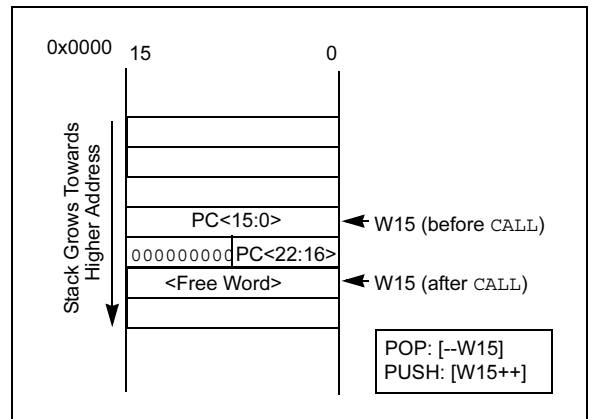 0x0000 15 0
Stack Grows Towards
Higher Address
PC<15:0>
W15 (before CALL)
000000000 PC<22:16>
<Free Word>
W15 (after CALL)
POP: [--W15]
PUSH: [W15++]